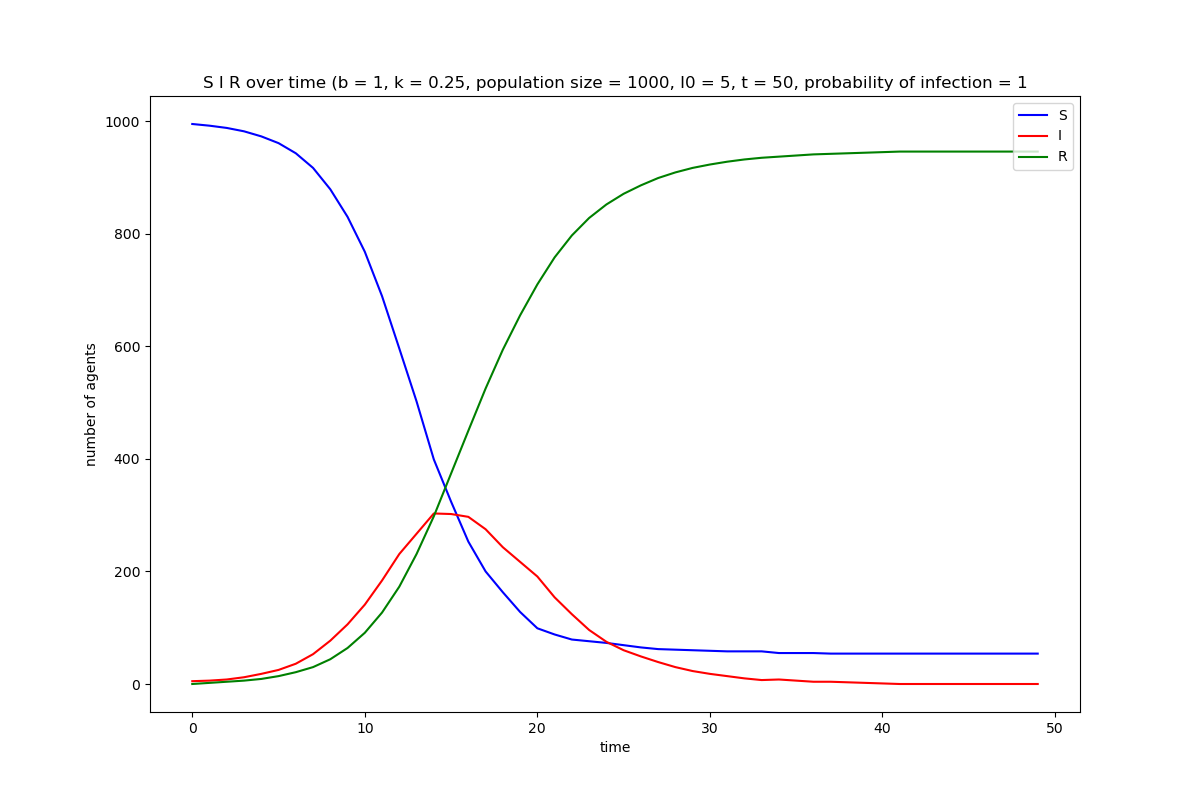 S I R over time (b = 1, k = 0.25, population size = 1000, I0 = 5, t = 50, probability of infection = 1
S
I
R
1000
800
600
400
200
0
number of agents
0 10 20 30 40 50
time